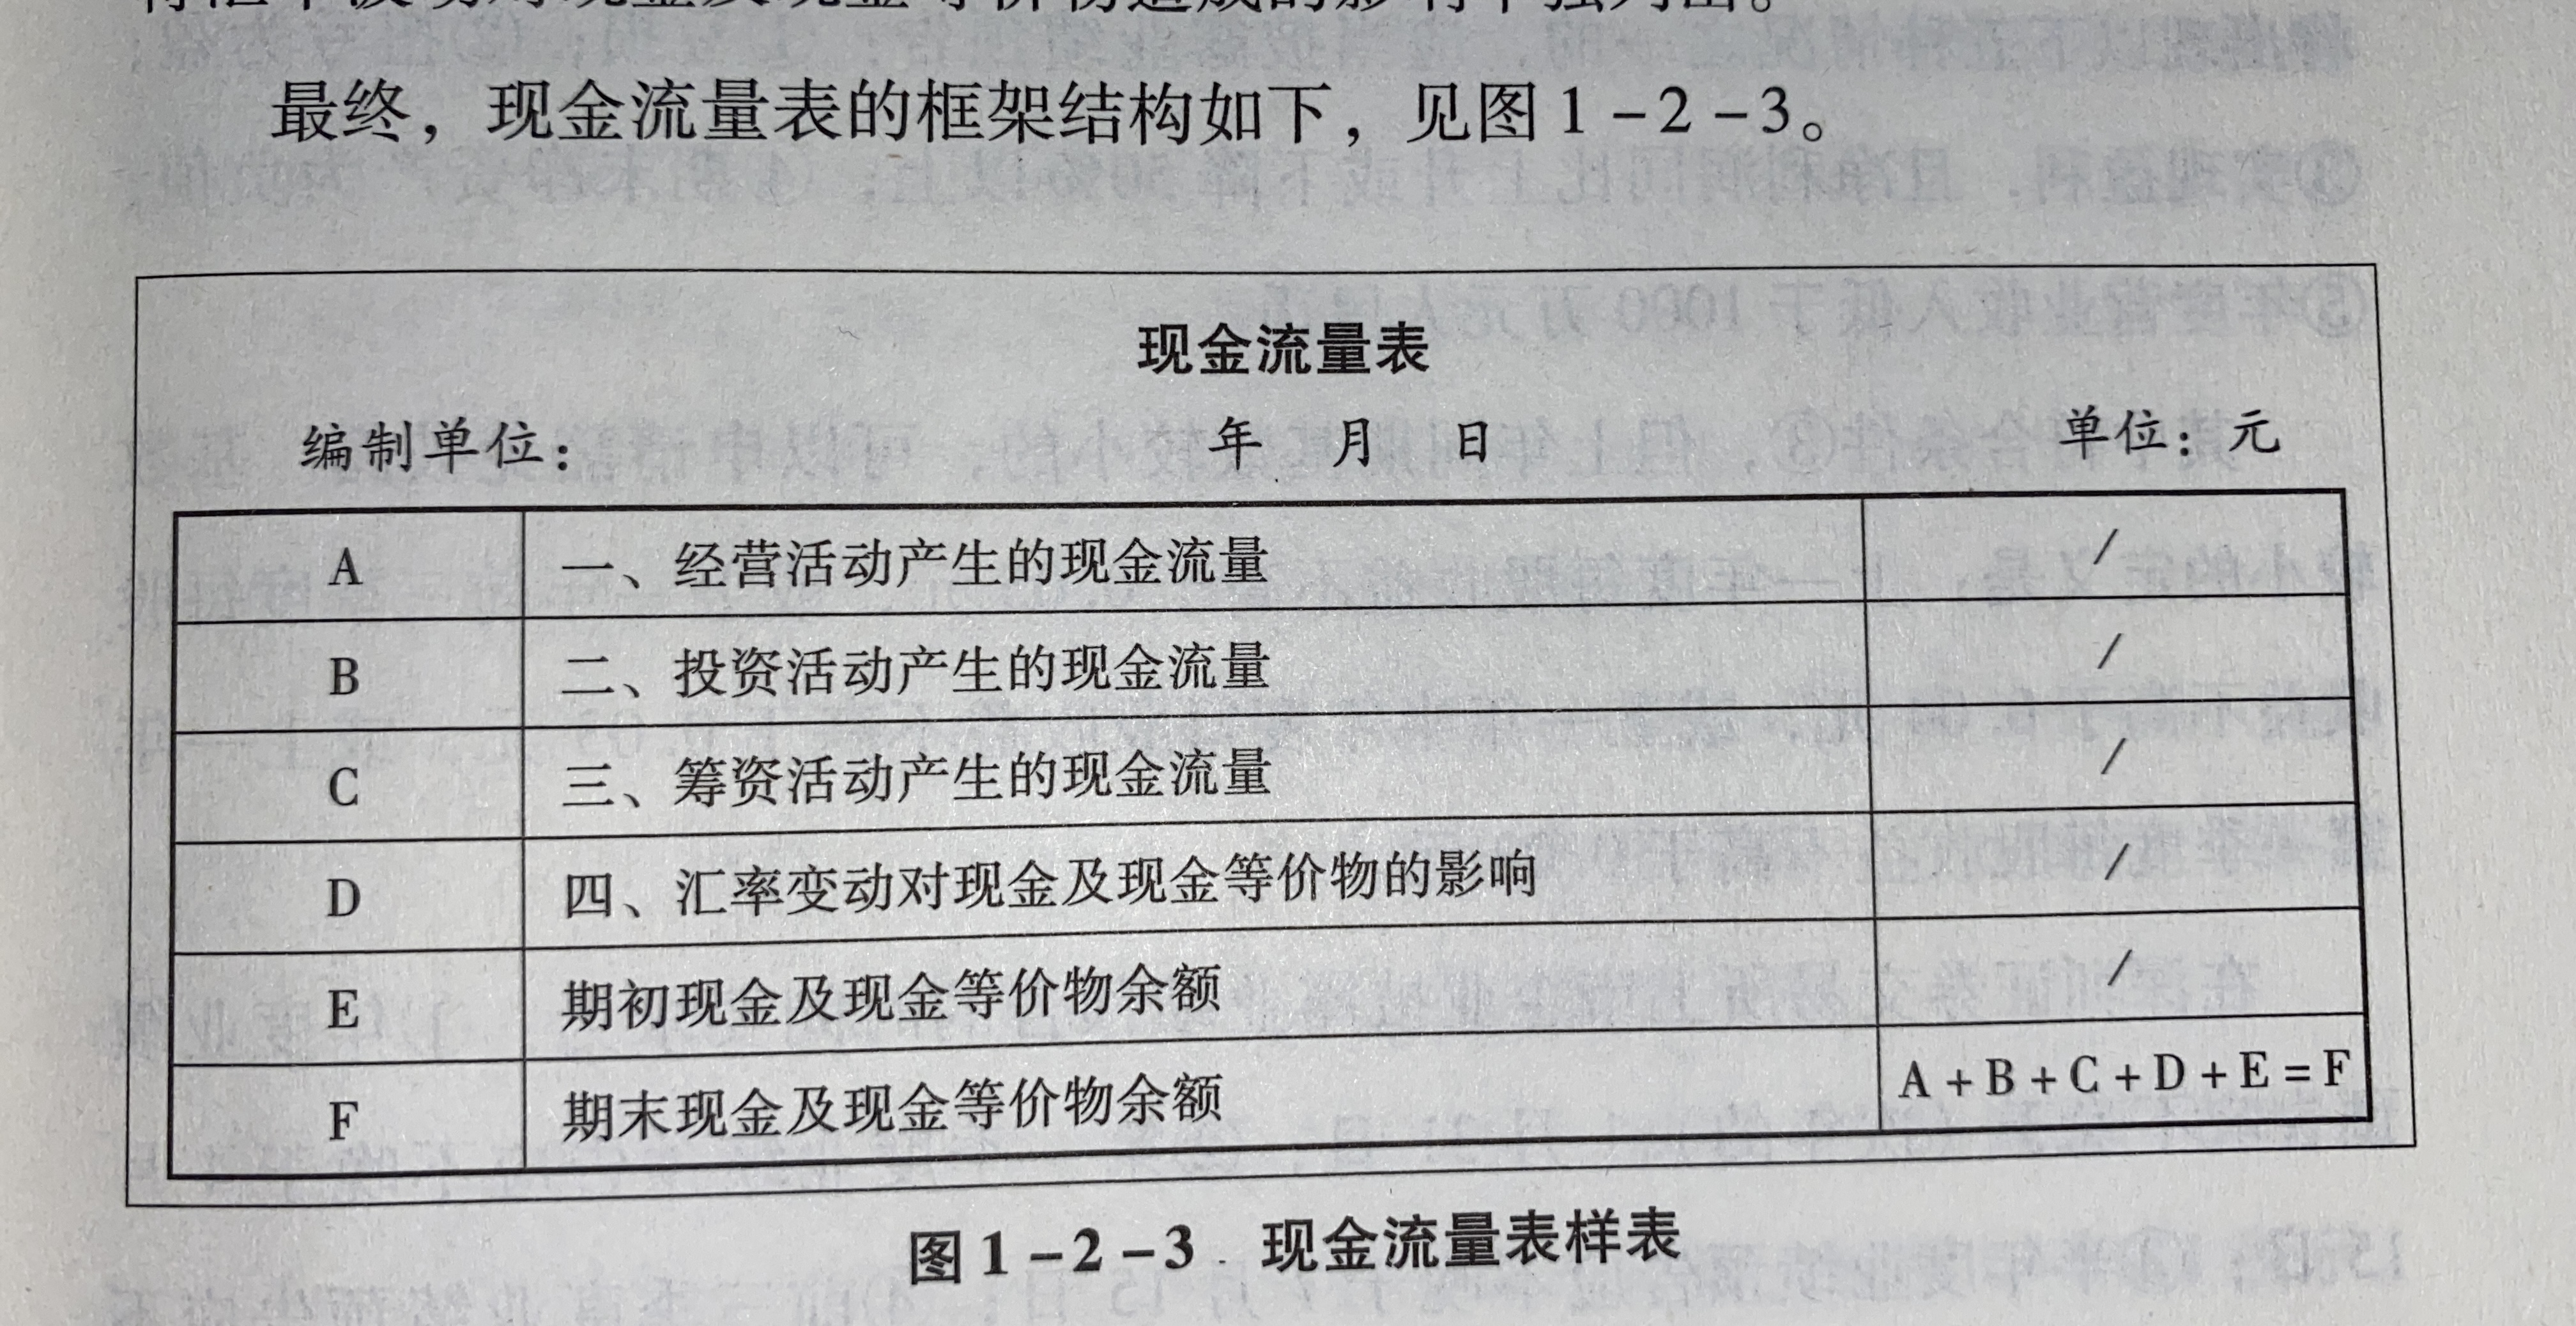 最终，现金流量表的框架结构如下，见图1-2-3。
现金流量表
编制单位： 年 月 日 单位：元
A 一、经营活动产生的现金流量 /
B 二、投资活动产生的现金流量 /
C 三、筹资活动产生的现金流量 /
D 四、汇率变动对现金及现金等价物的影响 /
E 期初现金及现金等价物余额 /
F 期末现金及现金等价物余额 A+B+C+D+E=F
图1-2-3 现金流量表样表